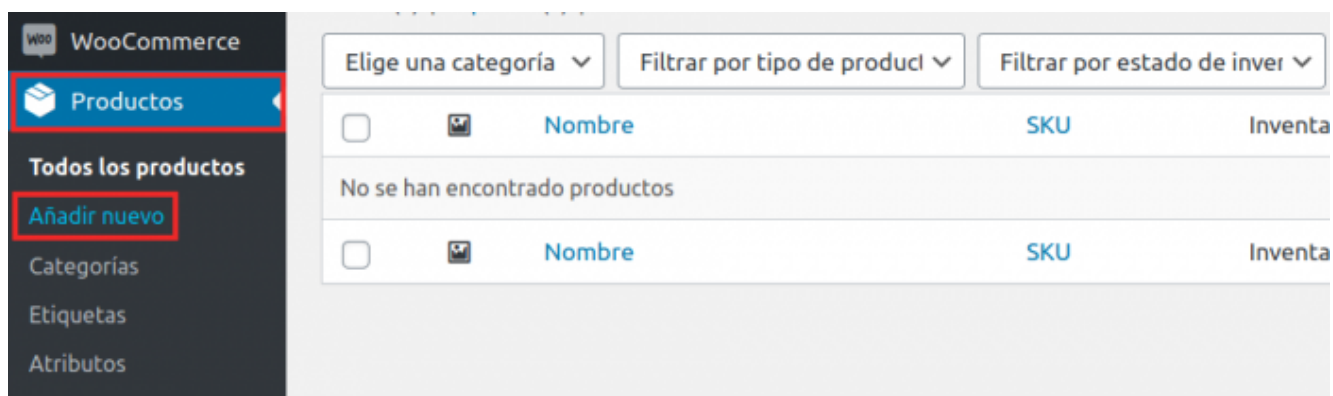 WooCommerce
Productos
Todos los productos
Añadir nuevo
Categorías
Etiquetas
Atributos
Elige una categoría Filtrar por tipo de product Filtrar por estado de inver
Nombre SKU Inventa
No se han encontrado productos
Nombre SKU Inventa